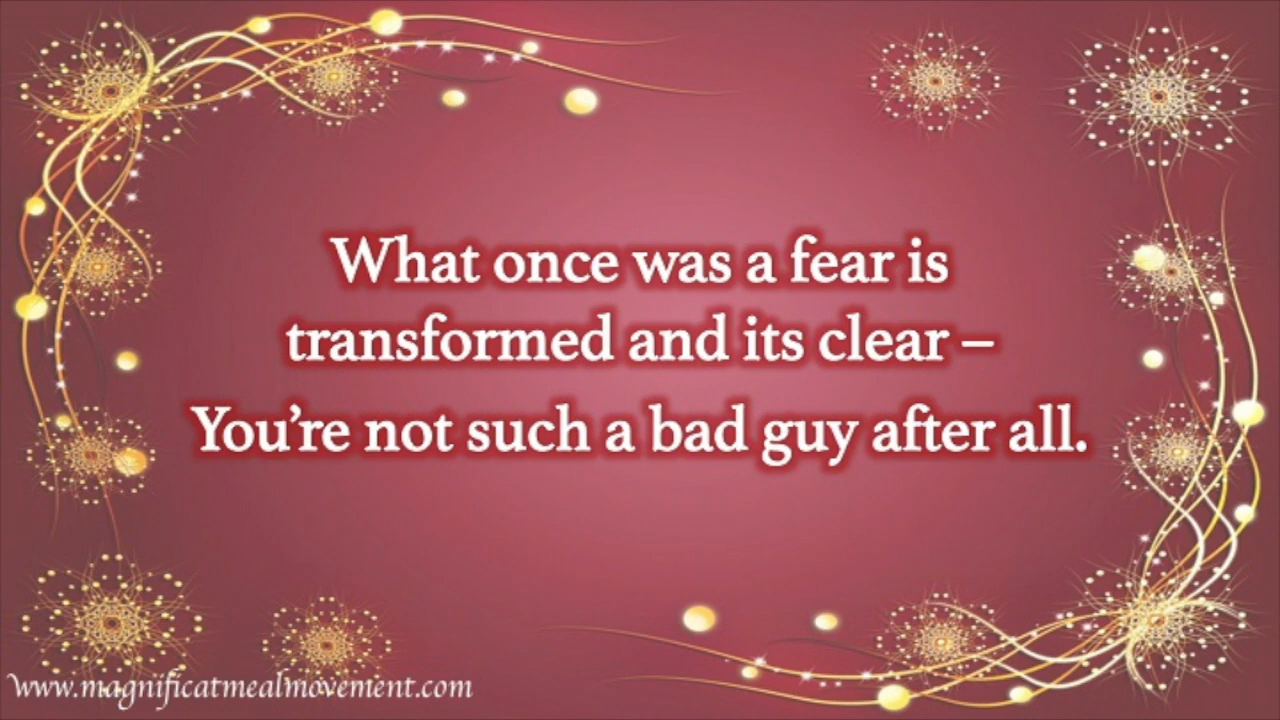 What once was a fear is
transformed and its clear –
You’re not such a bad guy after all.
www.magnificatmealmovement.com